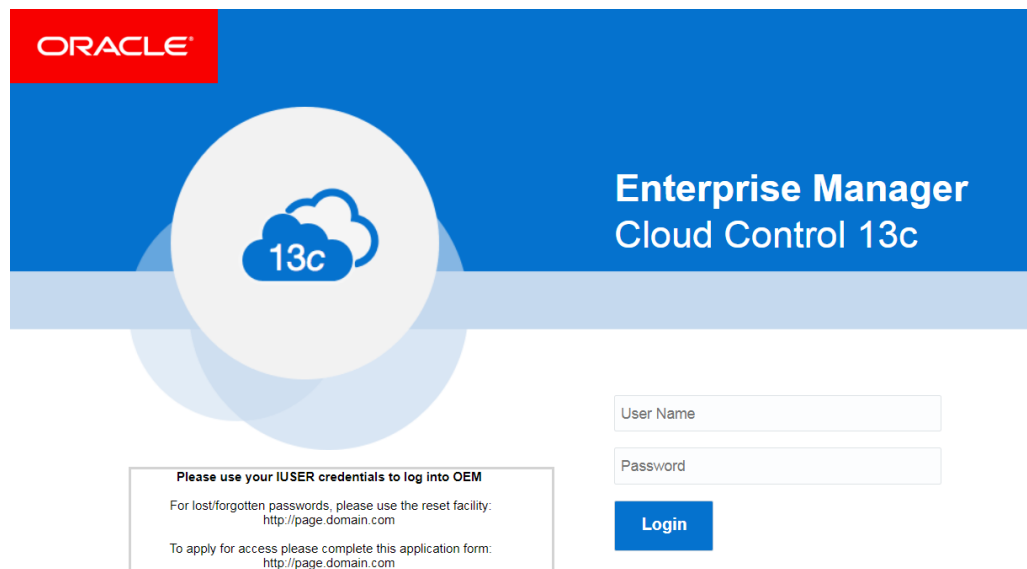 ORACLE®
13c
Enterprise Manager
Cloud Control 13c
User Name
Password
Login
Please use your IUSER credentials to log into OEM
For lost/forgotten passwords, please use the reset facility:
http://page.domain.com
To apply for access please complete this application form:
http://page.domain.com